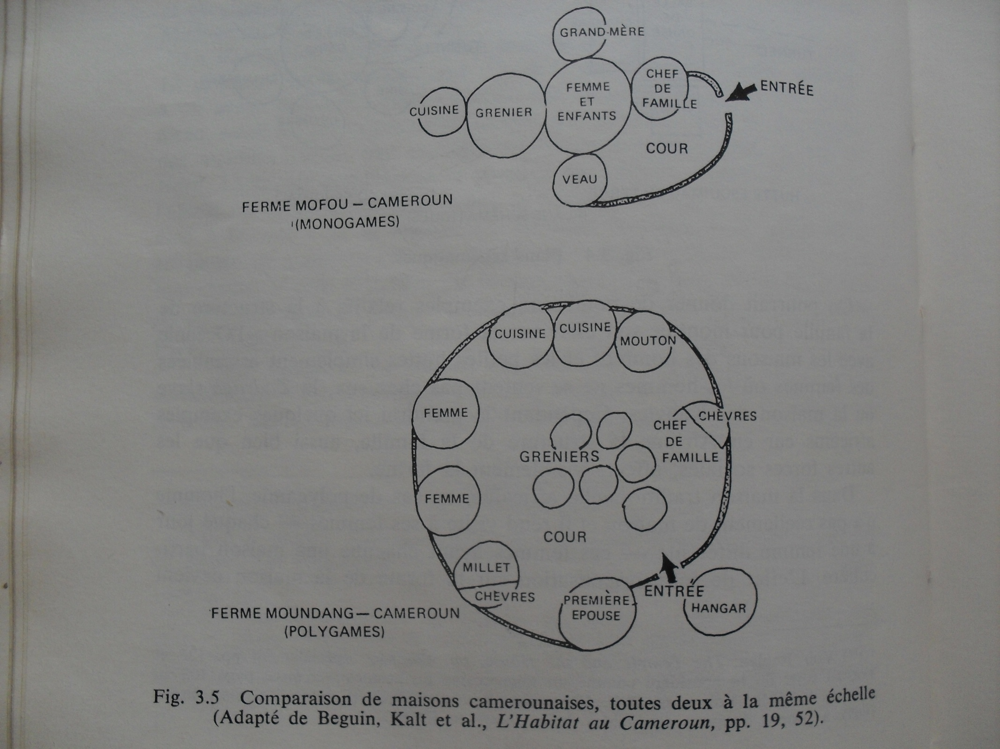 GRAND-MÈRE
CHEF
DE
FAMILLE
ENTRÉE
FEMME
ET
ENFANTS
CUISINE
GRENIER
COUR
VEAU
FERME MOFOU — CAMEROUN
(MONOGAMES)
CUISINE
CUISINE
MOUTON
FEMME
CHÈVRES
CHEF
DE
FAMILLE
GRENIERS
FEMME
COUR
MILLET
CHÈVRES
ENTRÉE
PREMIÈRE
EPOUSE
HANGAR
FERME MOUNDANG — CAMEROUN
(POLYGAMES)
Fig. 3.5 Comparaison de maisons camerounaises, toutes deux à la même échelle
(Adapté de Beguin, Kalt et al., L'Habitat au Cameroun, pp. 19, 52).